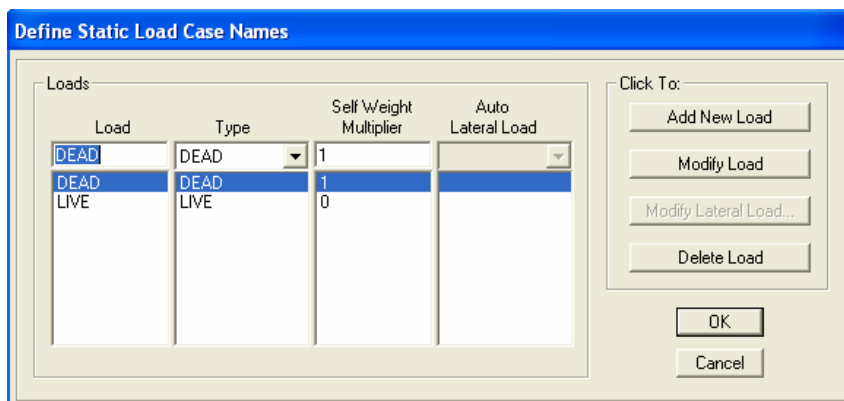 Define Static Load Case Names
Loads
Click To:
Load Type Self Weight Multiplier Auto Lateral Load
DEAD DEAD 1
DEAD DEAD 1
LIVE LIVE 0
Add New Load
Modify Load
Modify Lateral Load...
Delete Load
OK
Cancel